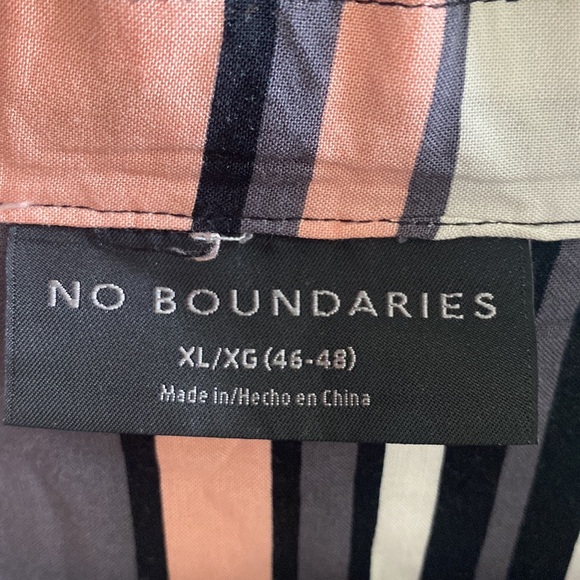 NO BOUNDARIES
XL/XG (46-48)
Made in/Hecho en China